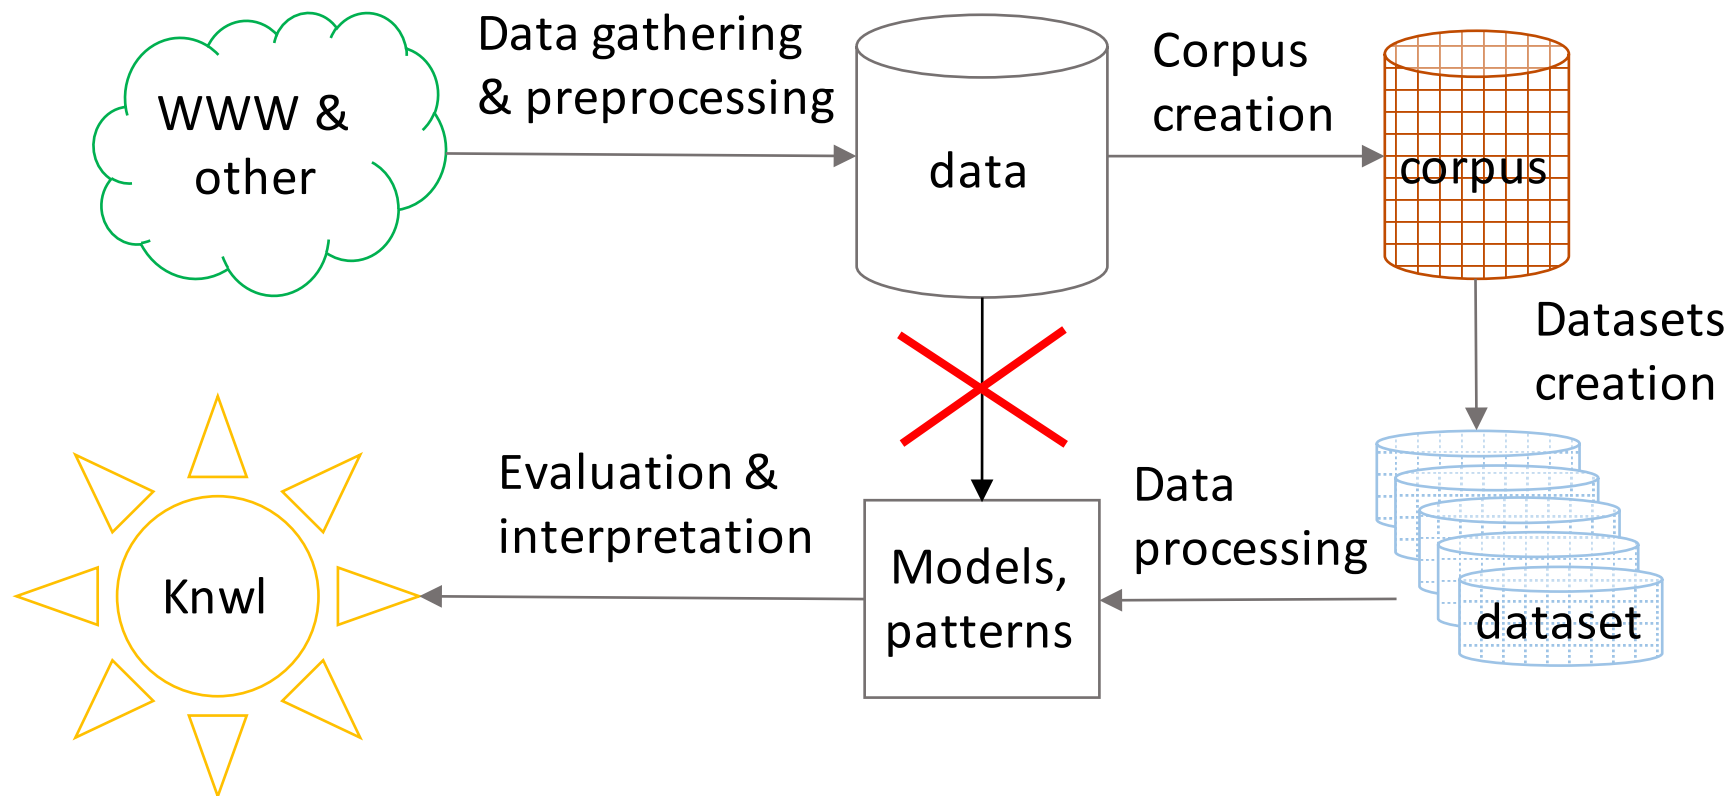 WWW &
other
Data gathering
& preprocessing
data
Corpus
creation
corpus
Datasets
creation
dataset
Data
processing
Models,
patterns
Evaluation &
interpretation
Knwl